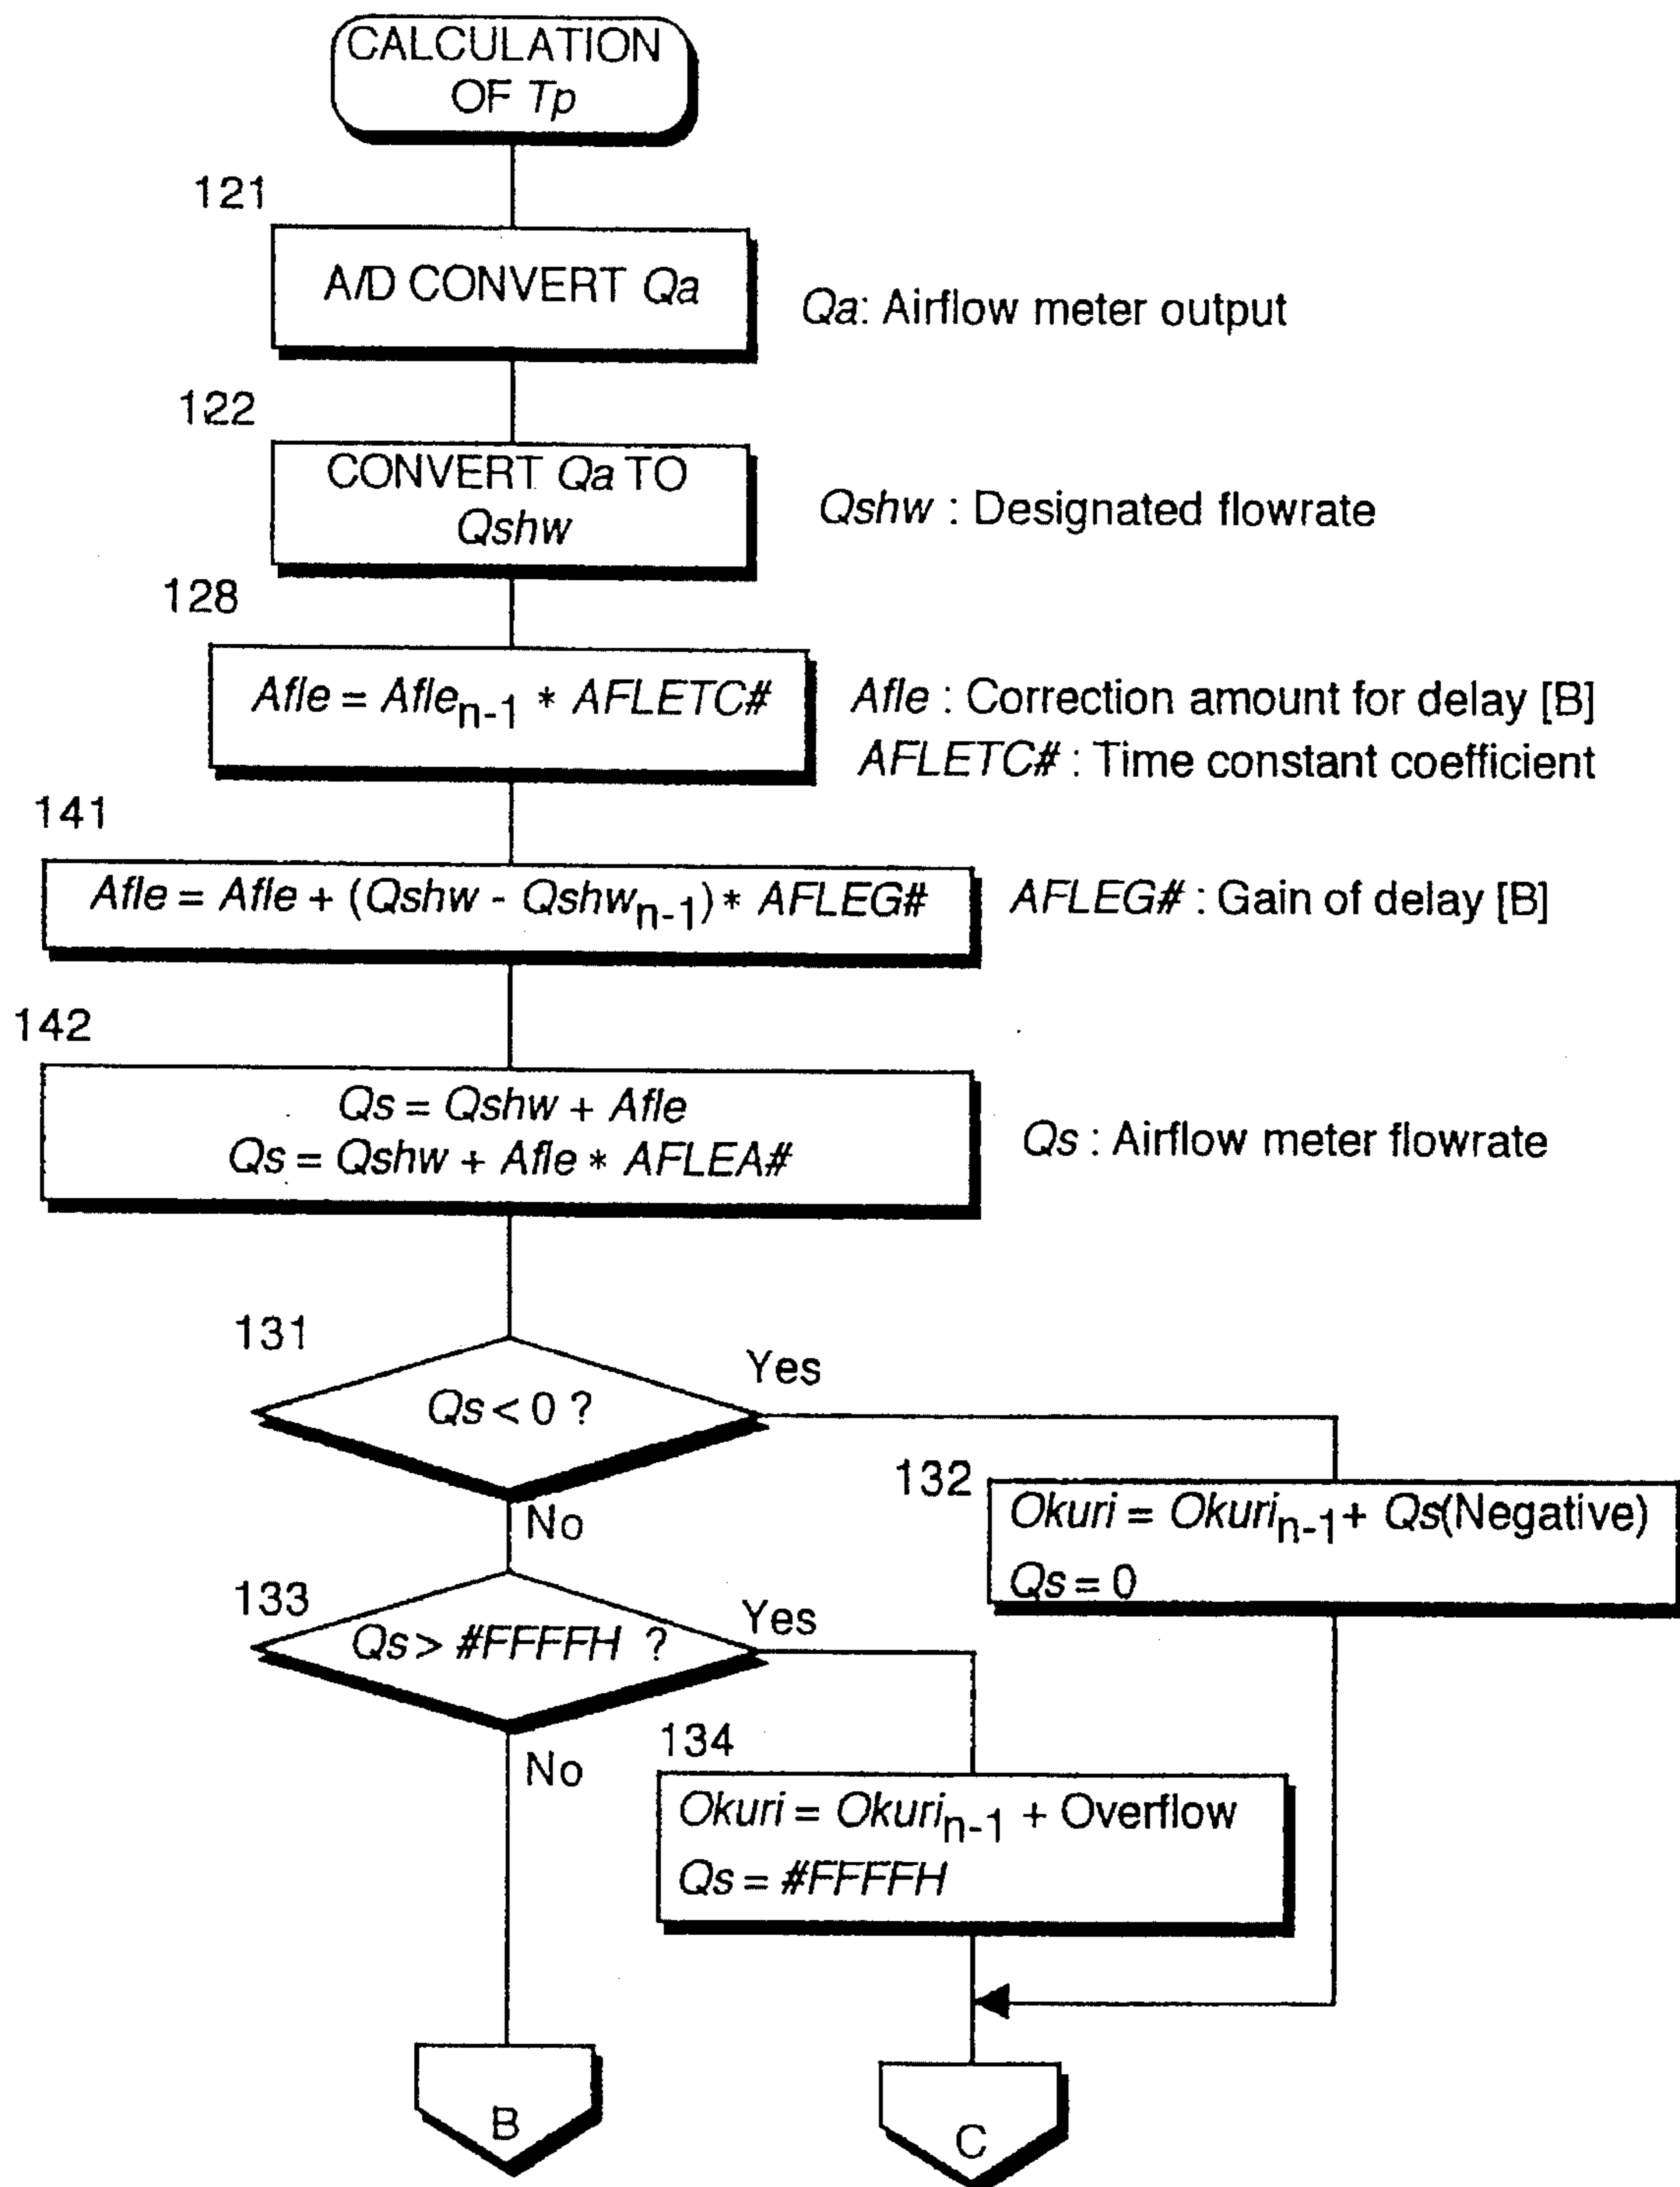 CALCULATION
OF Tp
121
A/D CONVERT Qa
Qa: Airflow meter output
122
CONVERT Qa TO
Qshw
Qshw : Designated flowrate
128
Afle = Aflen-1 * AFLETC#
Afle : Correction amount for delay [B]
AFLETC# : Time constant coefficient
141
Afle = Afle + (Qshw - Qshwn-1) * AFLEG#
AFLEG# : Gain of delay [B]
142
Qs = Qshw + Afle
Qs = Qshw + Afle * AFLEA#
Qs : Airflow meter flowrate
131
Qs < 0 ?
Yes
No
132
Okuri = Okurin-1 + Qs(Negative)
Qs = 0
133
Qs > #FFFFH ?
Yes
No
134
Okuri = Okurin-1 + Overflow
Qs = #FFFFH
B
C